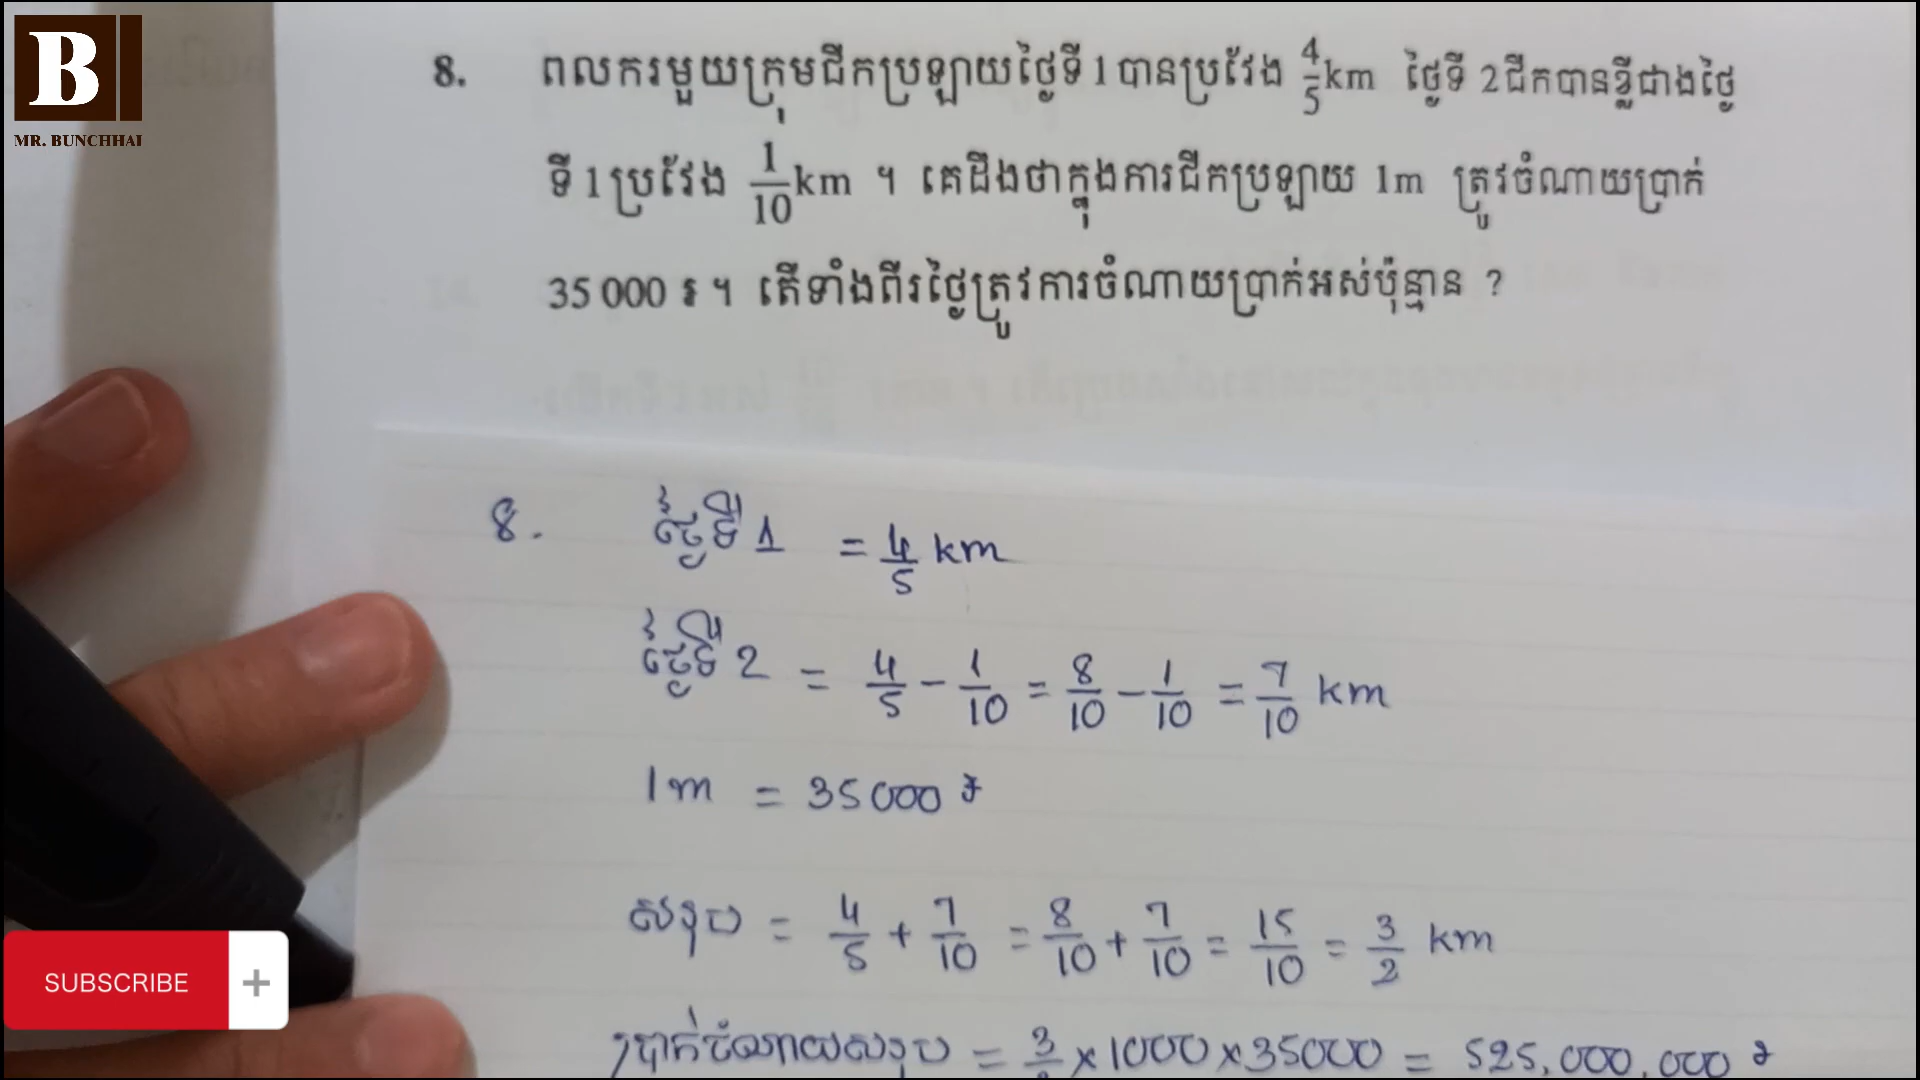 B
MR. BUNCHHAI
8. ពលករមួយក្រុមជីកប្រឡាយថ្ងៃទី 1 បានប្រវែង 4/5 km ថ្ងៃទី 2 ជីកបានខ្លីជាងថ្ងៃ
ទី 1 ប្រវែង 1/10 km ។ គេដឹងថាក្នុងការជីកប្រឡាយ 1m ត្រូវចំណាយប្រាក់
35 000 ៛ ។ តើទាំងពីរថ្ងៃត្រូវការចំណាយប្រាក់អស់ប៉ុន្មាន ?
8. ថ្ងៃទី 1 = 4/5 km
ថ្ងៃទី 2 = 4/5 - 1/10 = 8/10 - 1/10 = 7/10 km
1m = 35000 ៛
សរុប = 4/5 + 7/10 = 8/10 + 7/10 = 15/10 = 3/2 km
ប្រាក់ចំណាយសរុប = 3/2 × 1000 × 35000 = 525,000,000 ៛
SUBSCRIBE +